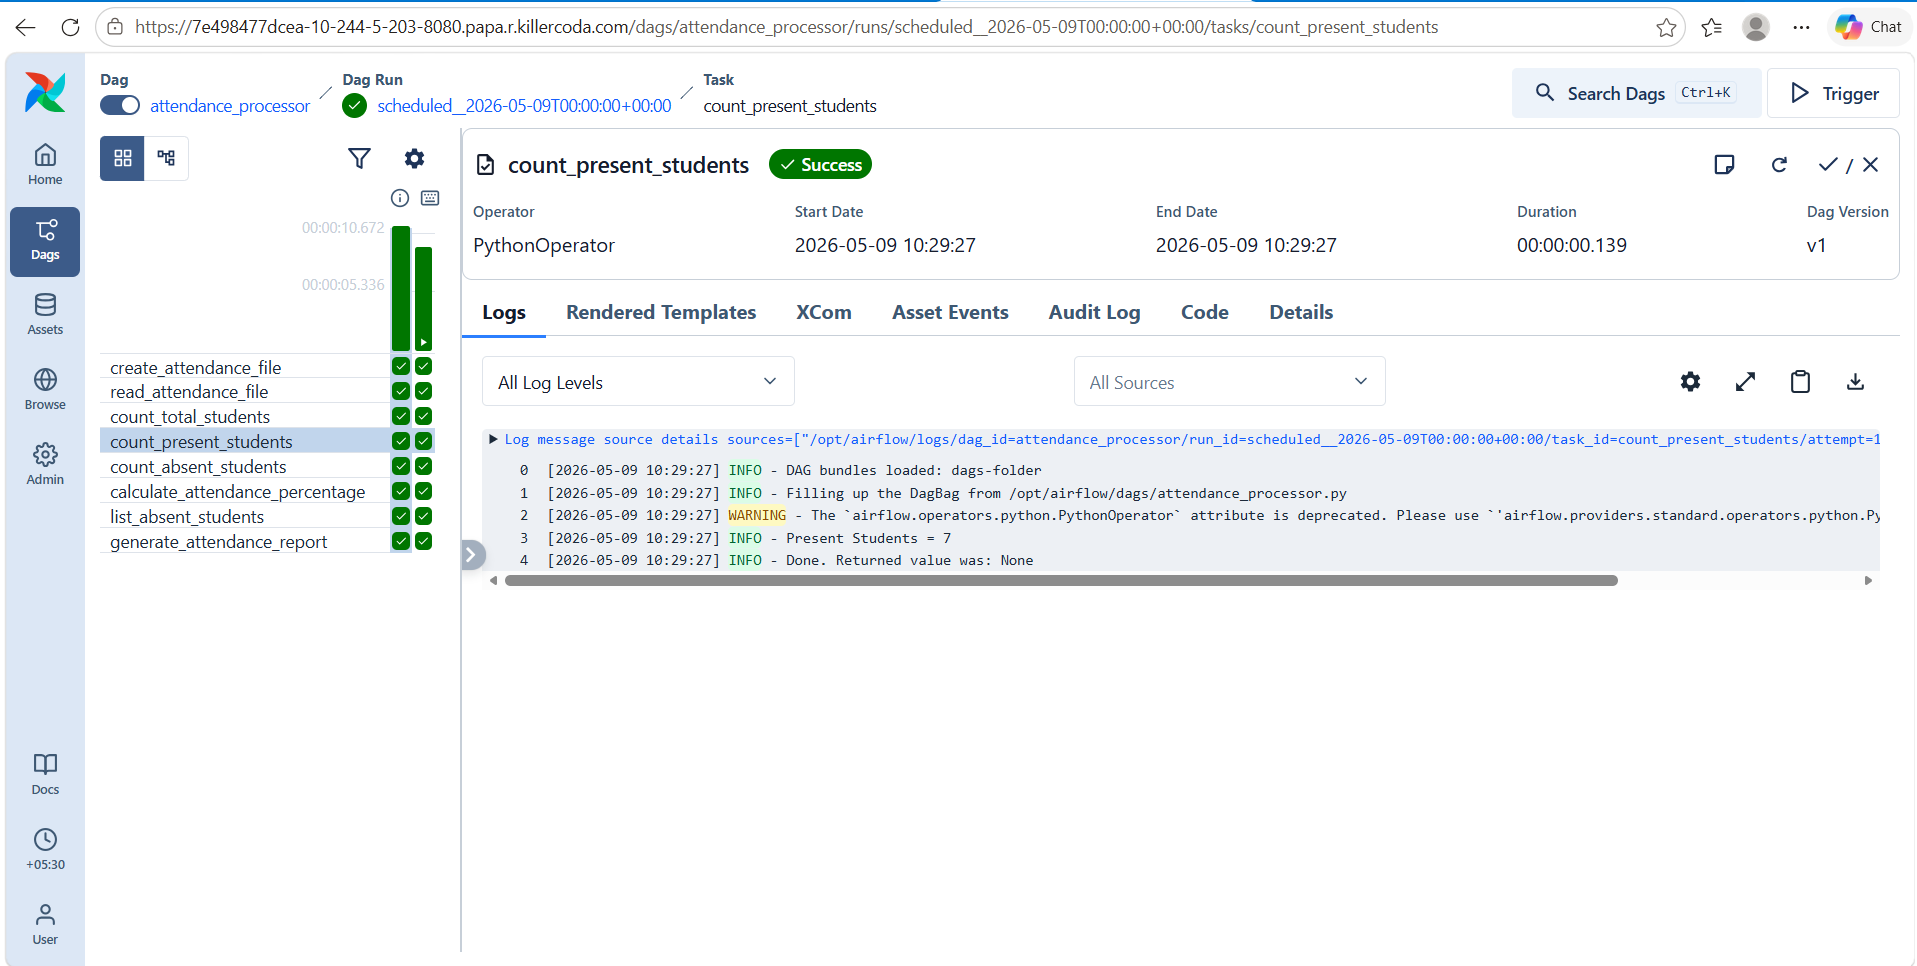 https://7e498477dcea-10-244-5-203-8080.papa.r.killercoda.com/dags/attendance_processor/runs/scheduled__2026-05-09T00:00:00+00:00/tasks/count_present_students
Chat
Dag
attendance_processor
Dag Run
scheduled__2026-05-09T00:00:00+00:00
Task
count_present_students
Search Dags Ctrl+K
Trigger
Home
Dags
Assets
Browse
Admin
Docs
+05:30
User
00:00:10.672
00:00:05.336
create_attendance_file
read_attendance_file
count_total_students
count_present_students
count_absent_students
calculate_attendance_percentage
list_absent_students
generate_attendance_report
count_present_students Success
Operator Start Date End Date Duration Dag Version
PythonOperator 2026-05-09 10:29:27 2026-05-09 10:29:27 00:00:00.139 v1
Logs Rendered Templates XCom Asset Events Audit Log Code Details
All Log Levels All Sources
Log message source details sources=["/opt/airflow/logs/dag_id=attendance_processor/run_id=scheduled__2026-05-09T00:00:00+00:00/task_id=count_present_students/attempt=1
0 [2026-05-09 10:29:27] INFO - DAG bundles loaded: dags-folder
1 [2026-05-09 10:29:27] INFO - Filling up the DagBag from /opt/airflow/dags/attendance_processor.py
2 [2026-05-09 10:29:27] WARNING - The `airflow.operators.python.PythonOperator` attribute is deprecated. Please use `'airflow.providers.standard.operators.python.Py
3 [2026-05-09 10:29:27] INFO - Present Students = 7
4 [2026-05-09 10:29:27] INFO - Done. Returned value was: None